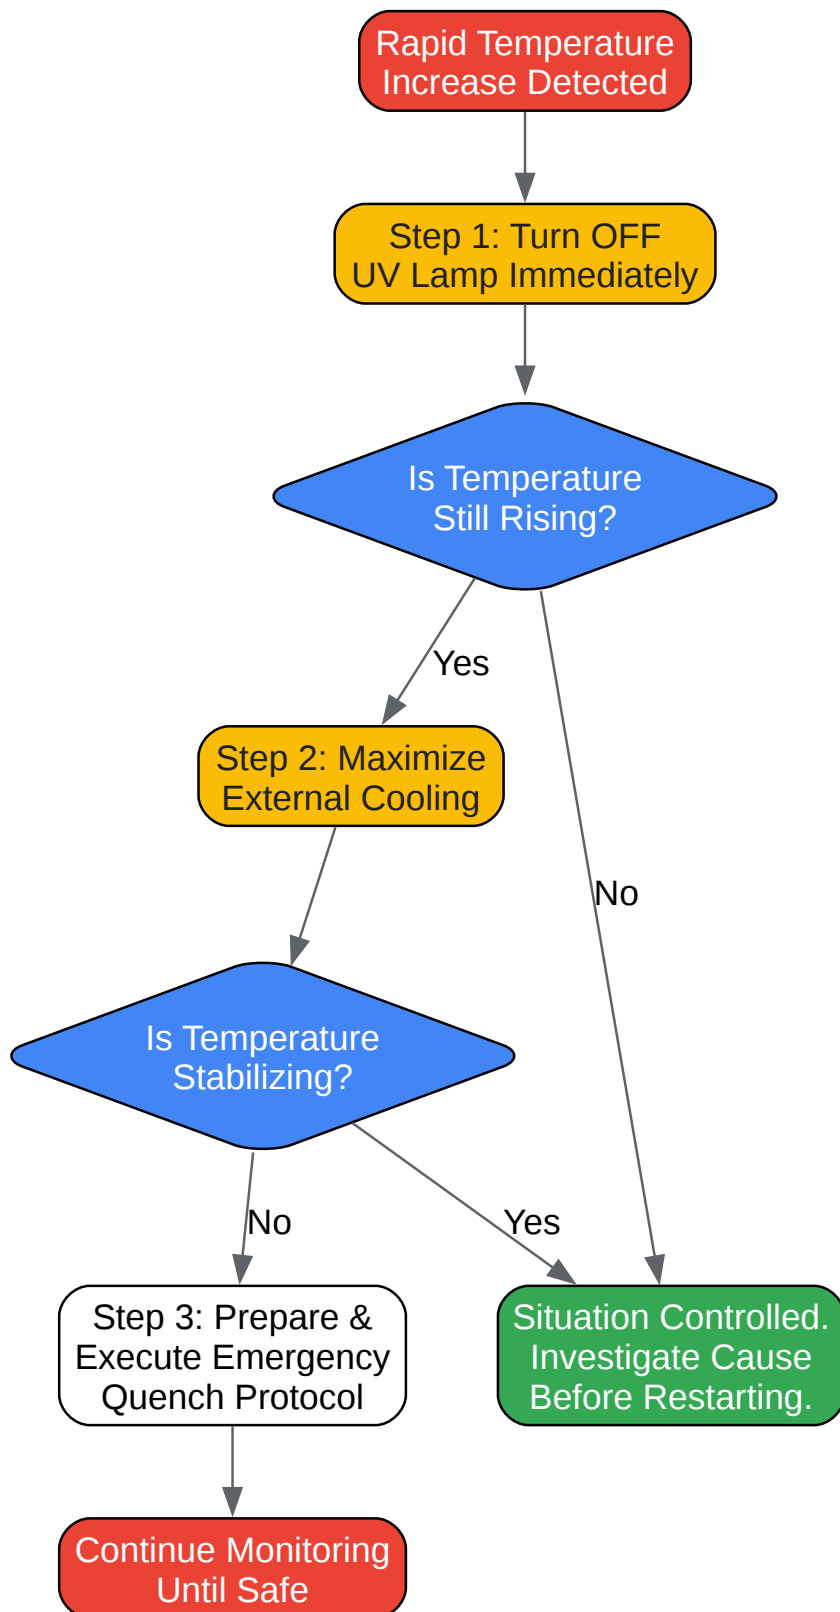 Rapid Temperature
Increase Detected
Step 1: Turn OFF
UV Lamp Immediately
Is Temperature
Still Rising?
Yes
Step 2: Maximize
External Cooling
No
Is Temperature
Stabilizing?
No
Yes
Step 3: Prepare &
Execute Emergency
Quench Protocol
Situation Controlled.
Investigate Cause
Before Restarting.
Continue Monitoring
Until Safe